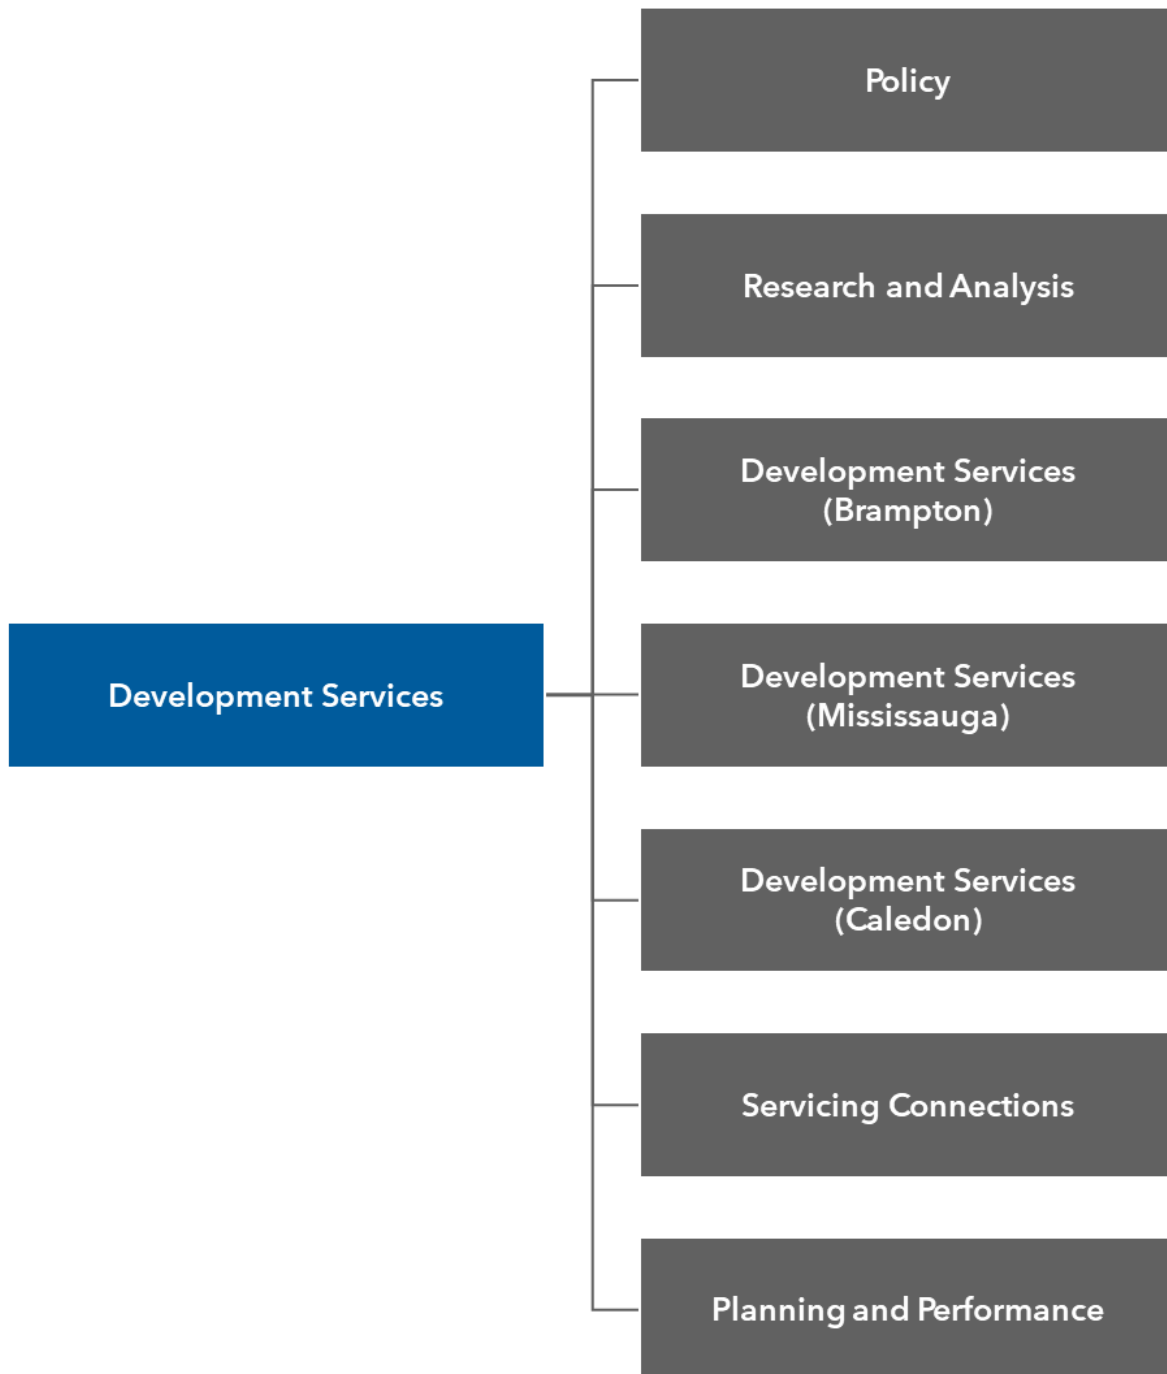 Policy
Research and Analysis
Development Services
(Brampton)
Development Services
Development Services
(Mississauga)
Development Services
(Caledon)
Servicing Connections
Planning and Performance